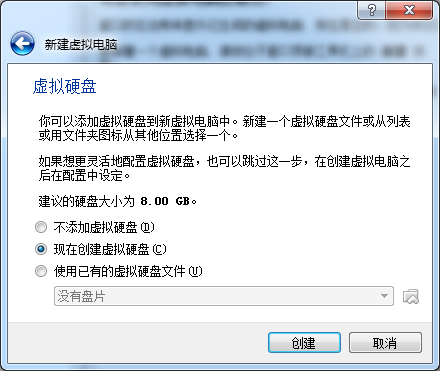 新建虚拟电脑
虚拟硬盘
你可以添加虚拟硬盘到新虚拟电脑中。新建一个虚拟硬盘文件或从列表
或用文件夹图标从其他位置选择一个。
如果想更灵活地配置虚拟硬盘，也可以跳过这一步，在创建虚拟电脑之
后在配置中设定。
建议的硬盘大小为 8.00 GB。
不添加虚拟硬盘(D)
现在创建虚拟硬盘(C)
使用已有的虚拟硬盘文件(U)
没有盘片
创建
取消